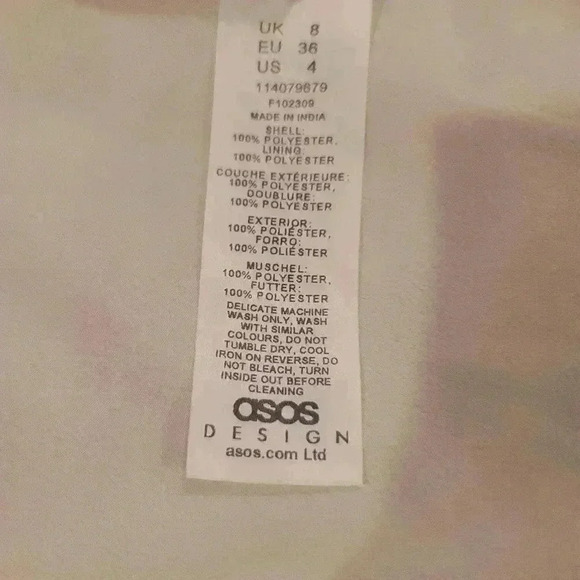 UK 8
EU 36
US 4
114079679
F102309
MADE IN INDIA
SHELL:
100% POLYESTER,
LINING:
100% POLYESTER
COUCHE EXTÉRIEURE:
100% POLYESTER,
DOUBLURE:
100% POLYESTER
EXTERIOR:
100% POLIÉSTER,
FORRO:
100% POLIÉSTER
MUSCHEL:
100% POLYESTER,
FUTTER:
100% POLYESTER
DELICATE MACHINE
WASH ONLY, WASH
WITH SIMILAR
COLOURS, DO NOT
TUMBLE DRY, COOL
IRON ON REVERSE, DO
NOT BLEACH, TURN
INSIDE OUT BEFORE
CLEANING
asos
DESIGN
asos.com Ltd